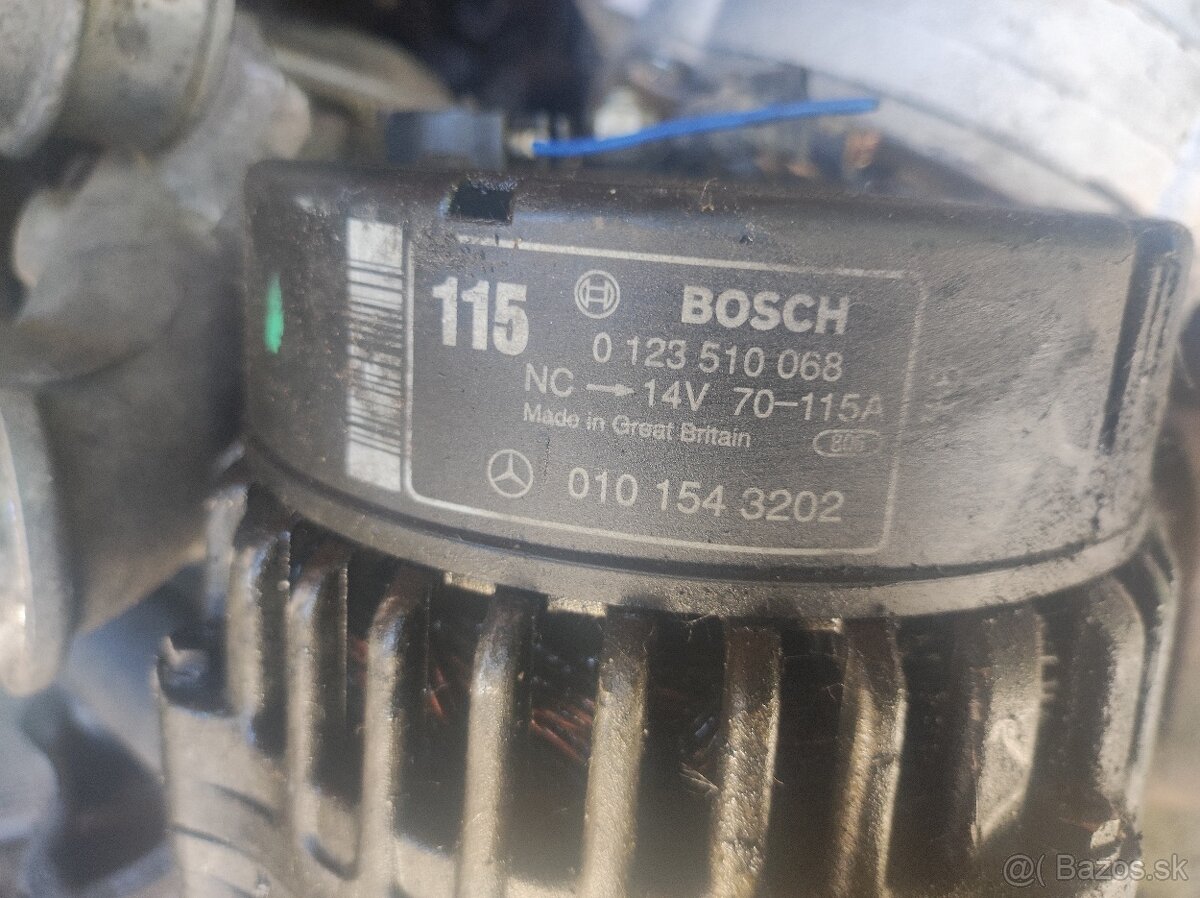 115 BOSCH
0 123 510 068
NC → 14V 70-115A
Made in Great Britain
010 154 3202
@( Bazos.sk